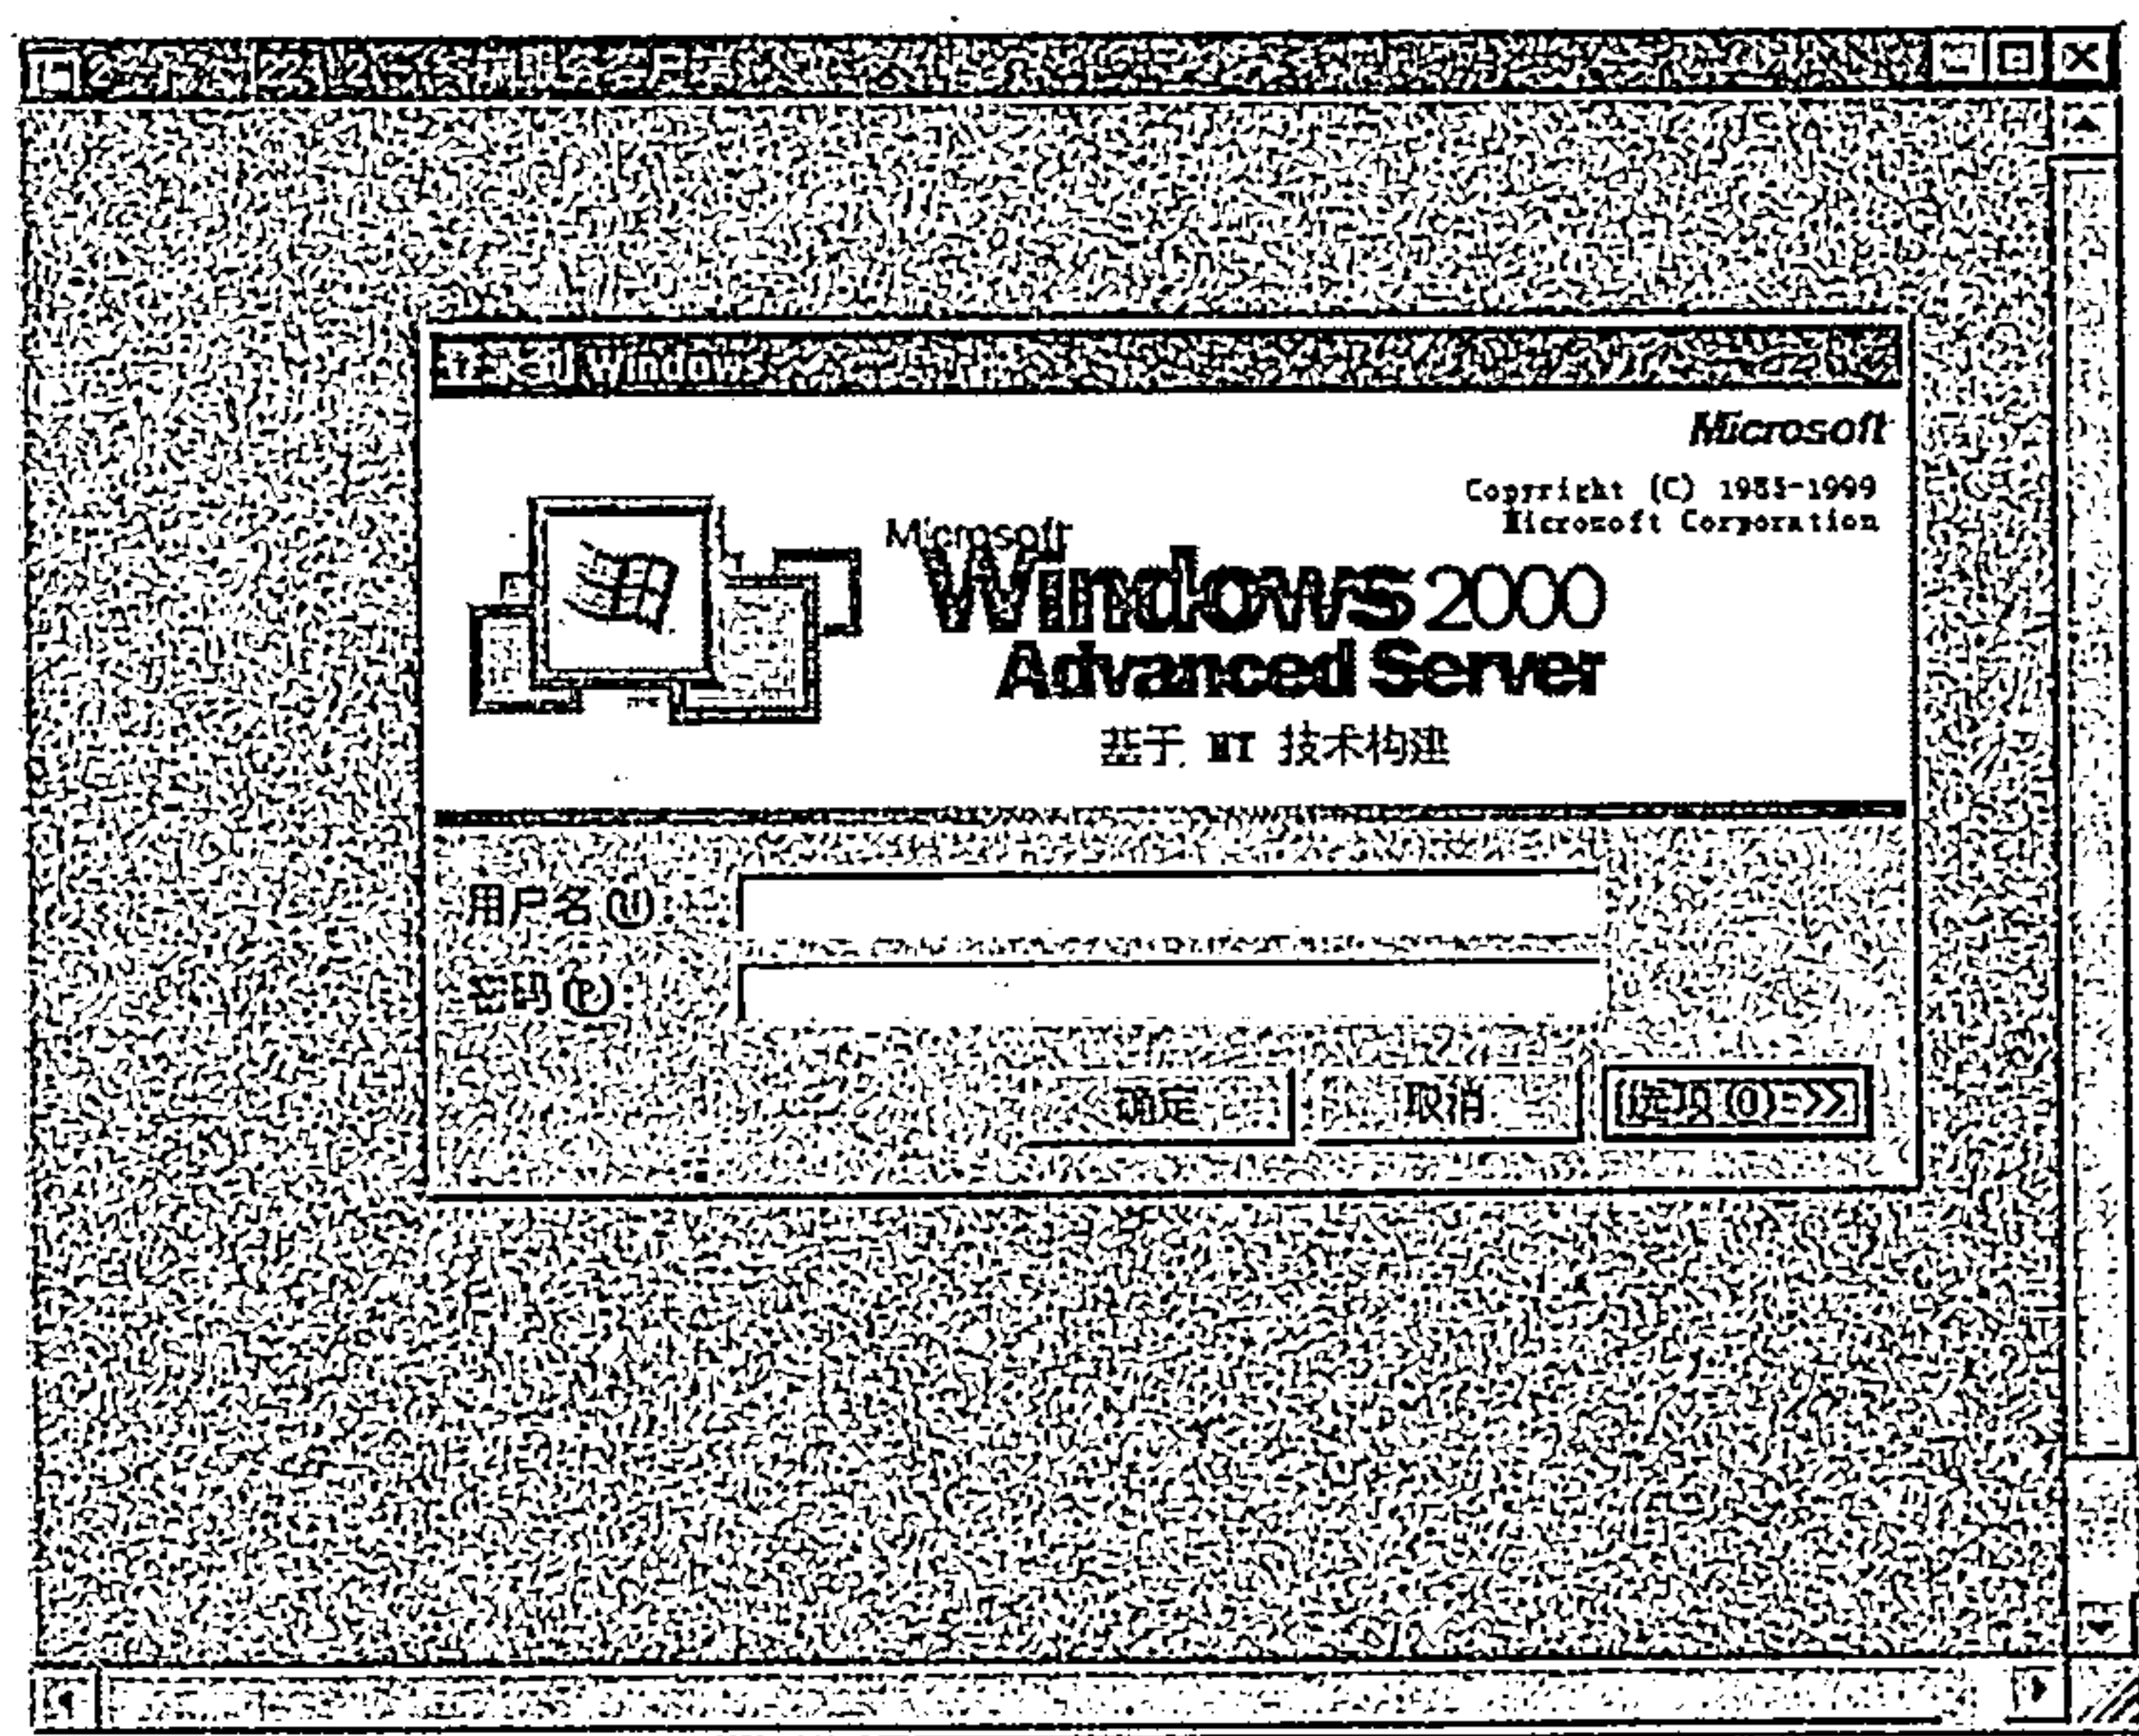 Windows
Microsoft
Copyright (C) 1985-1999
Microsoft Corporation
Microsoft
Windows 2000
Advanced Server
基于 NT 技术构建
用户名(U):
密码(P):
确定
取消
选项(O) >>